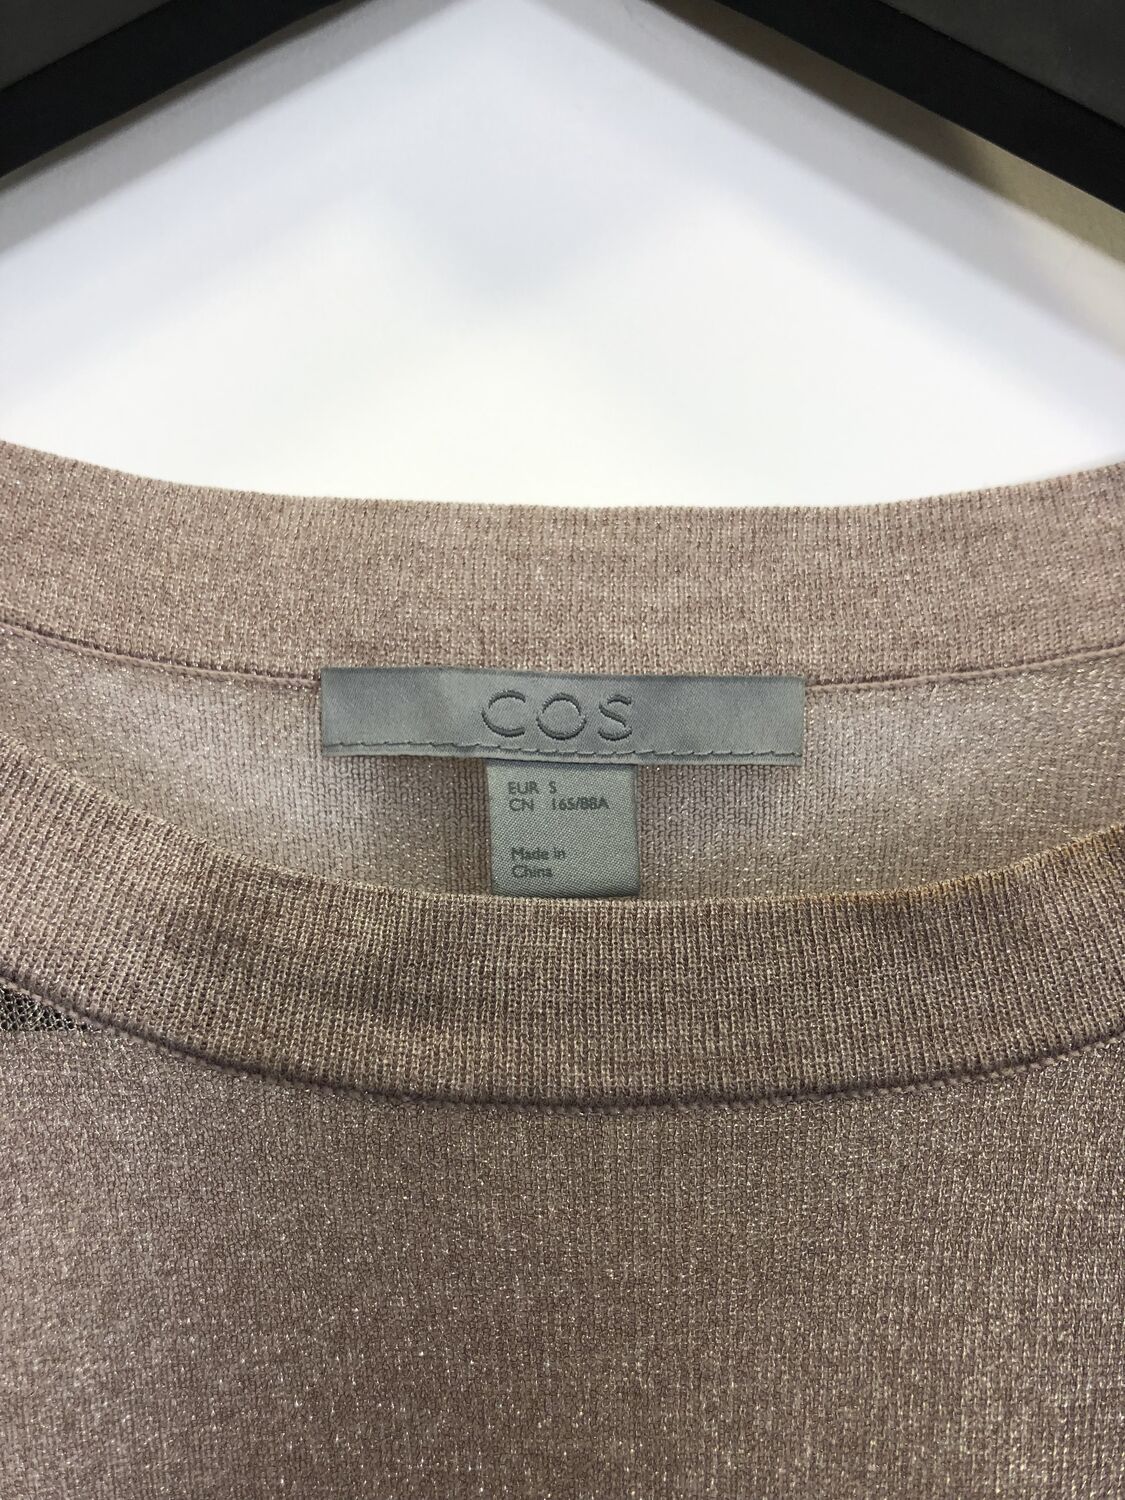 COS
EUR S
CN 165/88A
Made in
China